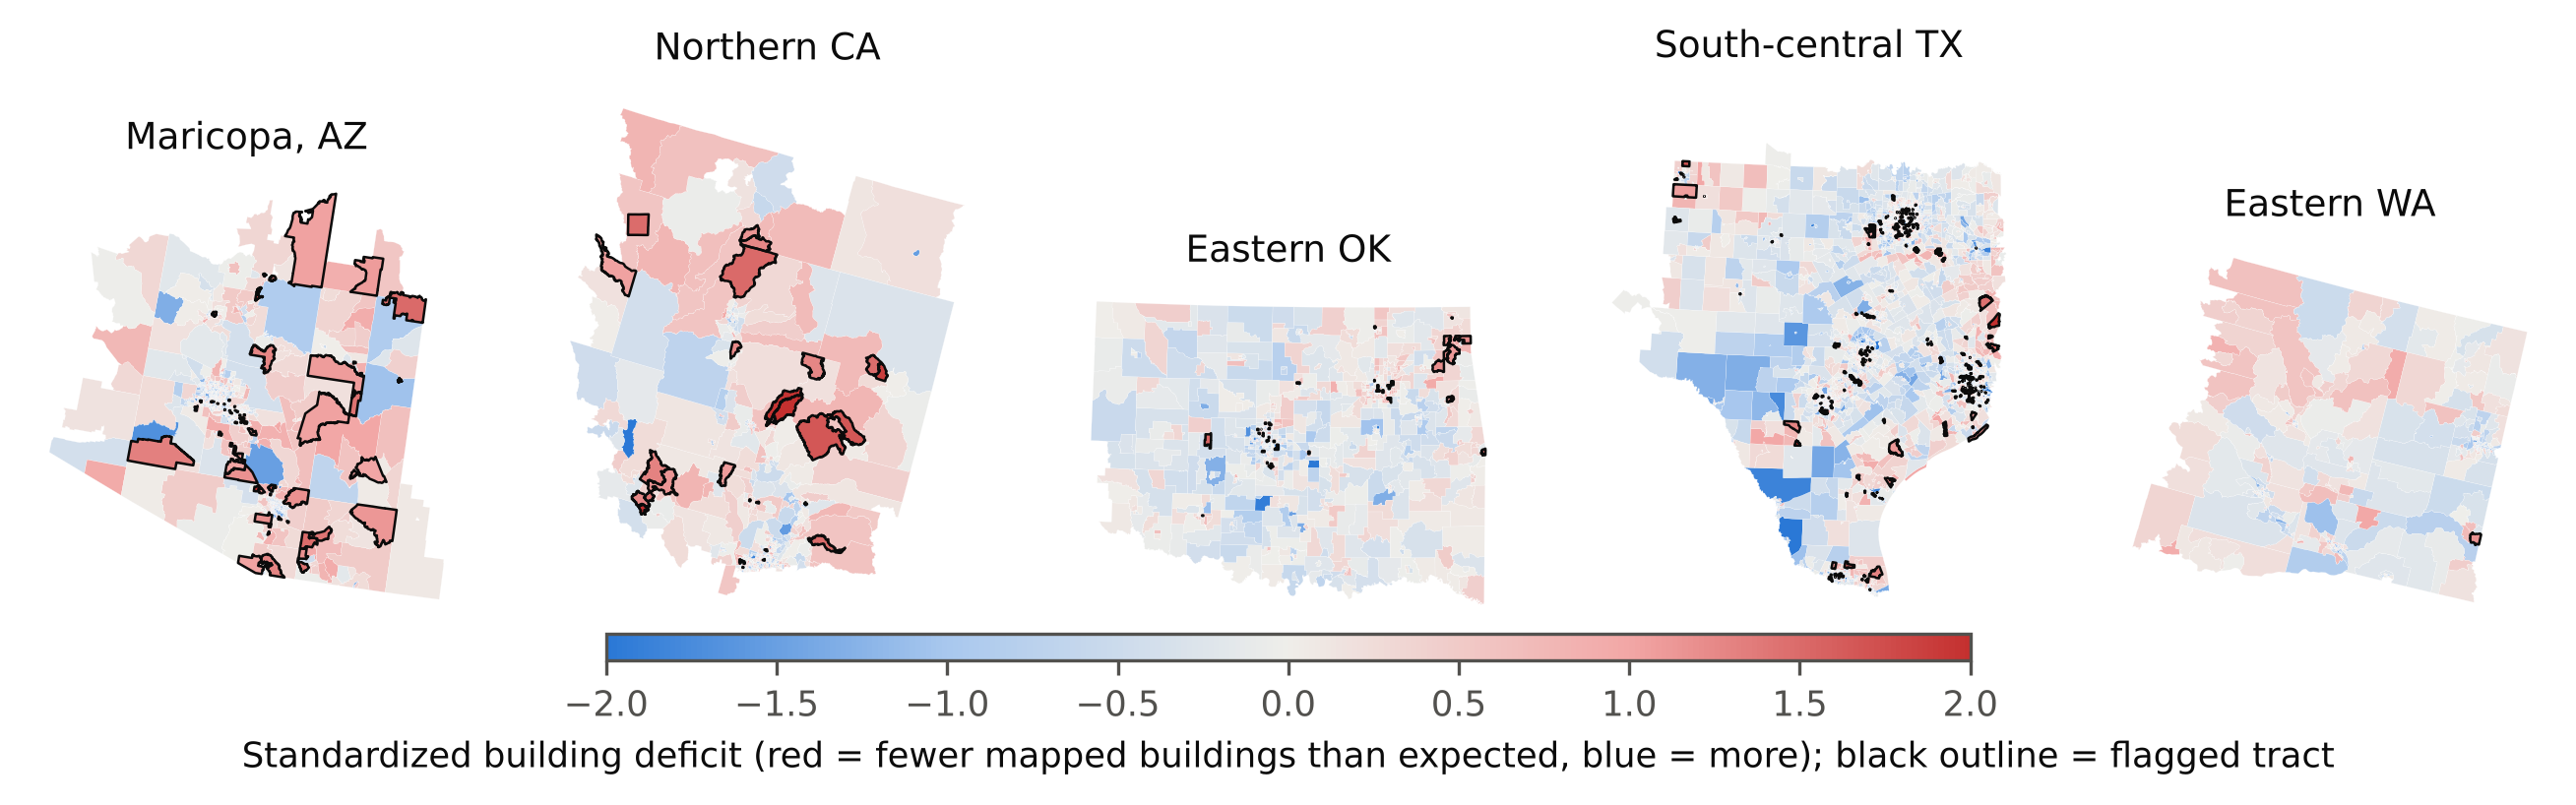 Maricopa, AZ
Northern CA
Eastern OK
South-central TX
Eastern WA
−2.0 −1.5 −1.0 −0.5 0.0 0.5 1.0 1.5 2.0
Standardized building deficit (red = fewer mapped buildings than expected, blue = more); black outline = flagged tract